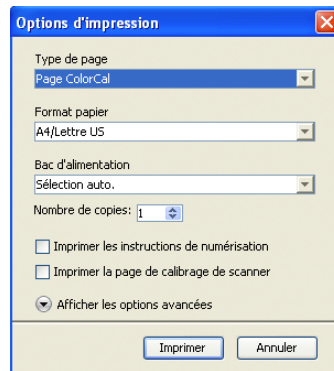 Options d'impression
Type de page
Page ColorCal
Format papier
A4/Lettre US
Bac d'alimentation
Sélection auto.
Nombre de copies: 1
Imprimer les instructions de numérisation
Imprimer la page de calibrage de scanner
Afficher les options avancées
Imprimer
Annuler